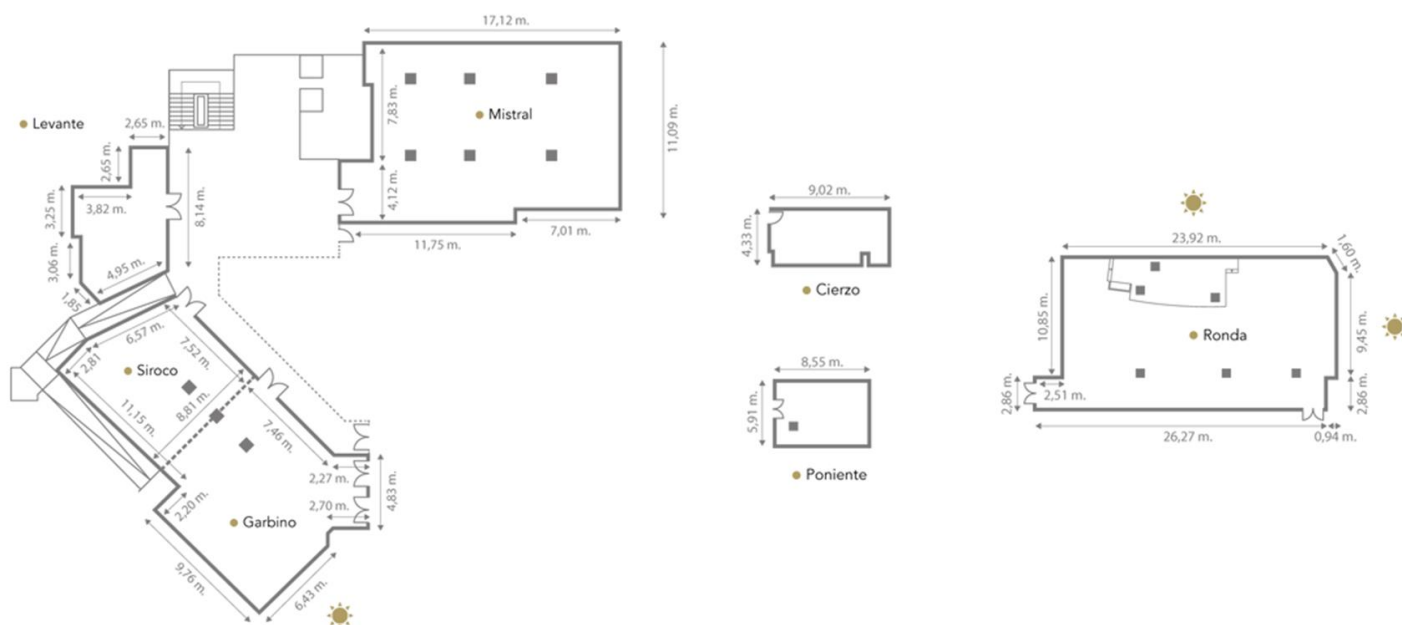 17,12 m.
7,83 m.
Mistral
11,09 m.
4,12 m.
11,75 m.
7,01 m.
Levante
2,65 m.
2,65 m.
3,25 m.
3,82 m.
8,14 m.
3,06 m.
4,95 m.
1,85
6,57 m.
2,81
7,52 m.
Siroco
11,15 m.
8,81 m.
7,46 m.
2,27 m.
4,83 m.
2,20 m.
2,70 m.
Garbino
9,76 m.
6,43 m.
9,02 m.
4,33 m.
Cierzo
8,55 m.
5,91 m.
Poniente
23,92 m.
1,60 m.
10,85 m.
Ronda
9,45 m.
2,86 m.
2,51 m.
2,86 m.
26,27 m.
0,94 m.